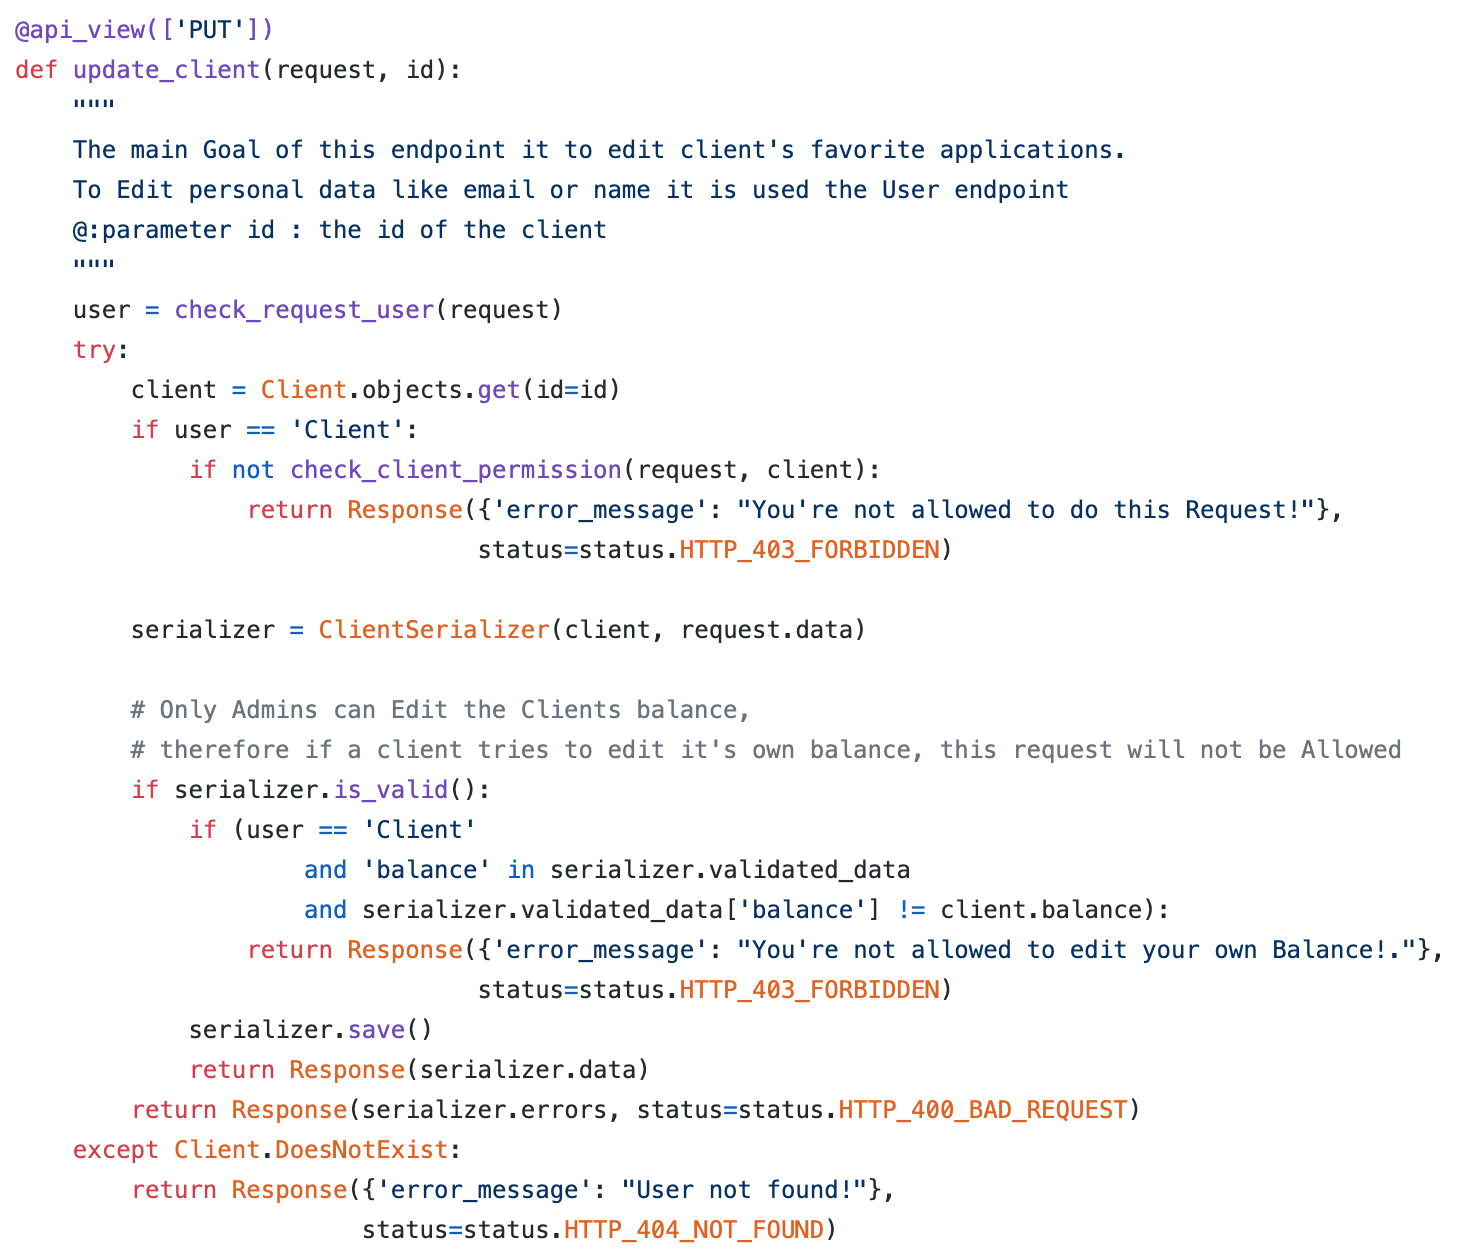 @api_view(['PUT'])
def update_client(request, id):
    """
    The main Goal of this endpoint it to edit client's favorite applications.
    To Edit personal data like email or name it is used the User endpoint
    @:parameter id : the id of the client
    """
    user = check_request_user(request)
    try:
        client = Client.objects.get(id=id)
        if user == 'Client':
            if not check_client_permission(request, client):
                return Response({'error_message': "You're not allowed to do this Request!"},
                                status=status.HTTP_403_FORBIDDEN)

        serializer = ClientSerializer(client, request.data)

        # Only Admins can Edit the Clients balance,
        # therefore if a client tries to edit it's own balance, this request will not be Allowed
        if serializer.is_valid():
            if (user == 'Client'
                    and 'balance' in serializer.validated_data
                    and serializer.validated_data['balance'] != client.balance):
                return Response({'error_message': "You're not allowed to edit your own Balance!."},
                                status=status.HTTP_403_FORBIDDEN)
            serializer.save()
            return Response(serializer.data)
        return Response(serializer.errors, status=status.HTTP_400_BAD_REQUEST)
    except Client.DoesNotExist:
        return Response({'error_message': "User not found!"},
                        status=status.HTTP_404_NOT_FOUND)